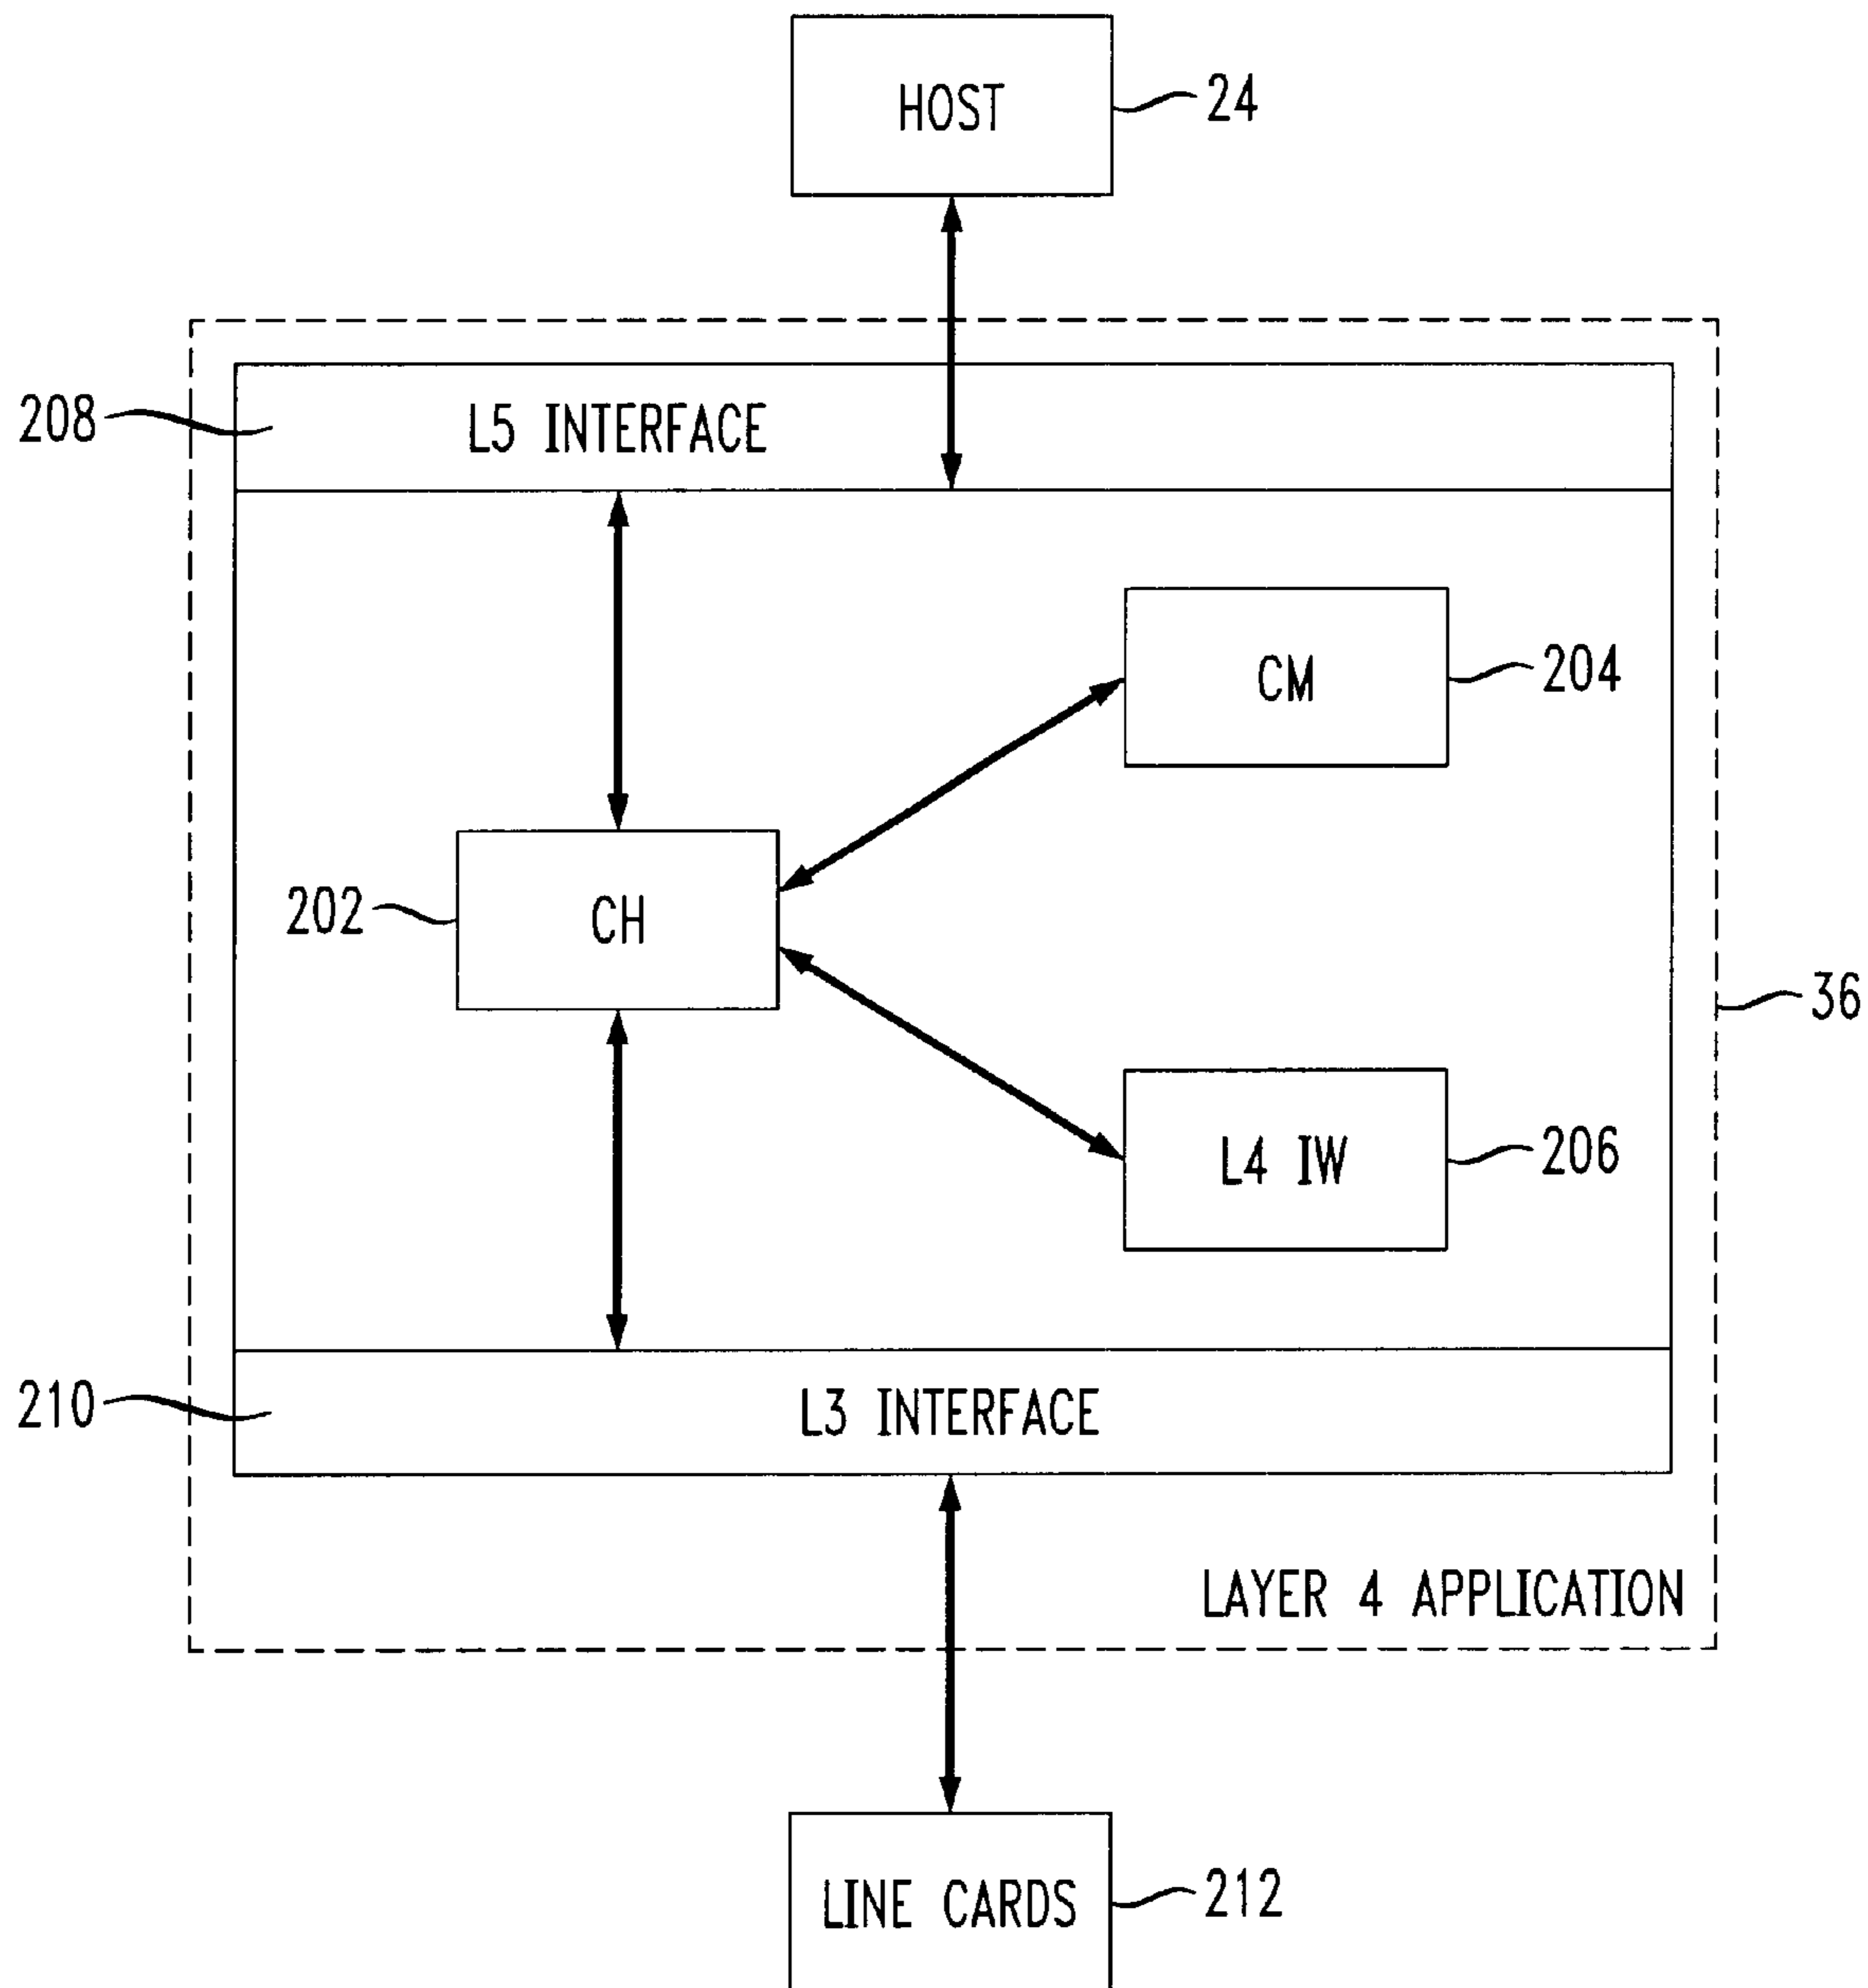 HOST
24
208
L5 INTERFACE
CM
204
202
CH
36
L4 IW
206
210
L3 INTERFACE
LAYER 4 APPLICATION
LINE CARDS
212